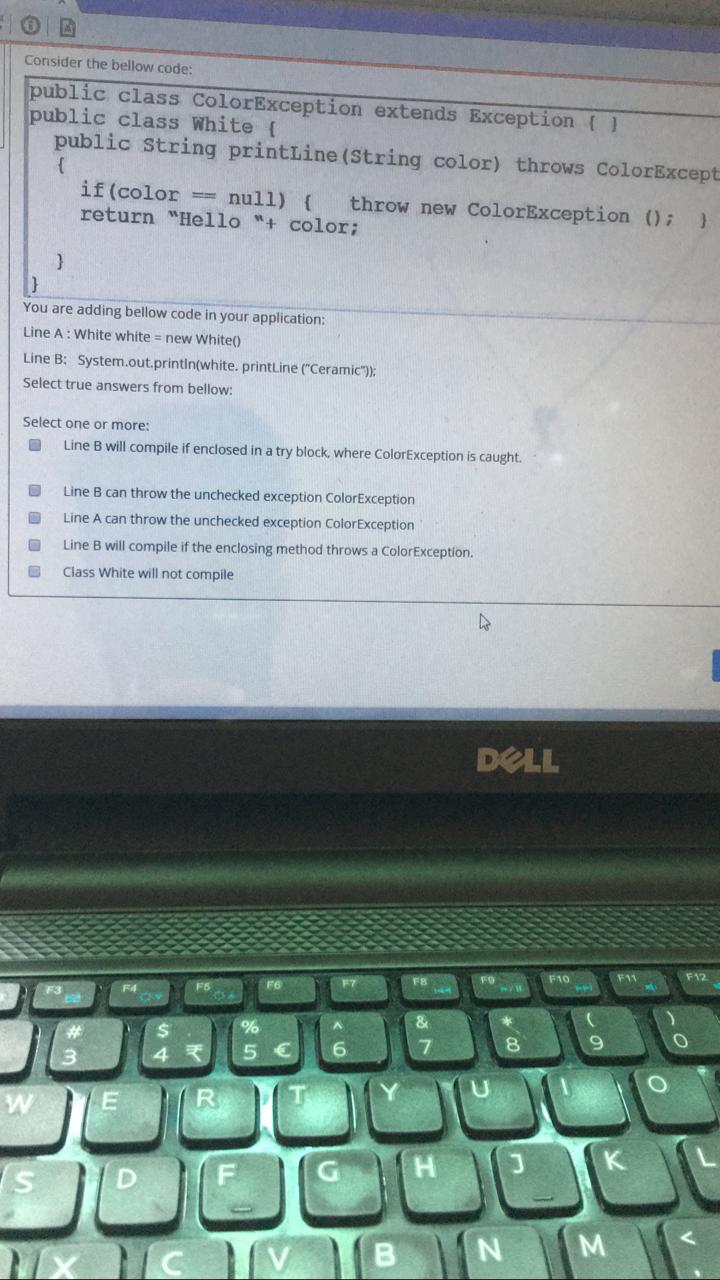 Consider the bellow code:
public class ColorException extends Exception { }
public class White {
public String printLine(String color) throws ColorExcept
{
if(color == null) { throw new ColorException (); }
return "Hello "+ color;
}
}
You are adding bellow code in your application:
Line A : White white = new White()
Line B: System.out.println(white. printLine ("Ceramic"));
Select true answers from bellow:
Select one or more:
Line B will compile if enclosed in a try block, where ColorException is caught.
Line B can throw the unchecked exception ColorException
Line A can throw the unchecked exception ColorException
Line B will compile if the enclosing method throws a ColorException.
Class White will not compile
DELL
F3 F4 F5 F6 F7 F8 F9 F10 F11 F12
# $ % ^ & * ( )
3 4 ₹ 5 € 6 7 8 9 0
W E R T Y U I O
S D F G H J K L
X C V B N M <
,